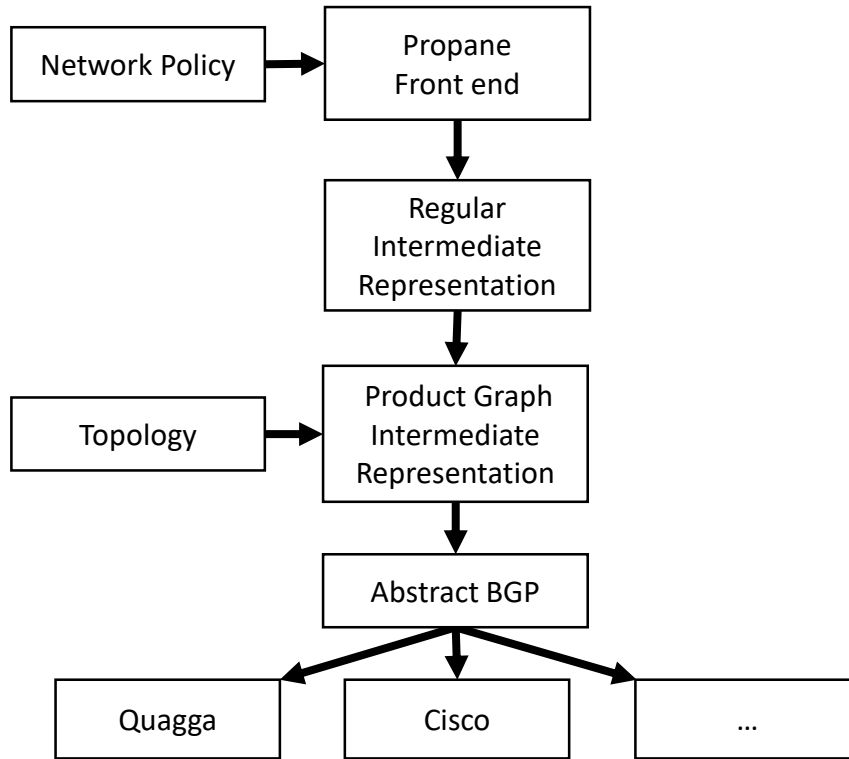 Network Policy
Propane
Front end
Regular
Intermediate
Representation
Topology
Product Graph
Intermediate
Representation
Abstract BGP
Quagga
Cisco
...